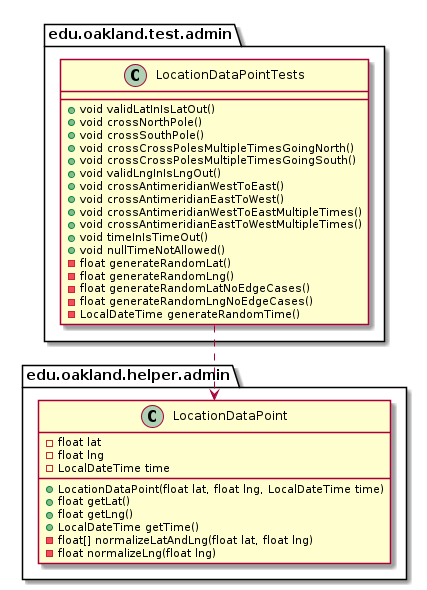 edu.oakland.test.admin
C LocationDataPointTests
void validLatInIsLatOut()
void crossNorthPole()
void crossSouthPole()
void crossCrossPolesMultipleTimesGoingNorth()
void crossCrossPolesMultipleTimesGoingSouth()
void validLngInIsLngOut()
void crossAntimeridianWestToEast()
void crossAntimeridianEastToWest()
void crossAntimeridianWestToEastMultipleTimes()
void crossAntimeridianEastToWestMultipleTimes()
void timeInIsTimeOut()
void nullTimeNotAllowed()
float generateRandomLat()
float generateRandomLng()
float generateRandomLatNoEdgeCases()
float generateRandomLngNoEdgeCases()
LocalDateTime generateRandomTime()
edu.oakland.helper.admin
C LocationDataPoint
float lat
float lng
LocalDateTime time
LocationDataPoint(float lat, float lng, LocalDateTime time)
float getLat()
float getLng()
LocalDateTime getTime()
float[] normalizeLatAndLng(float lat, float lng)
float normalizeLng(float lng)